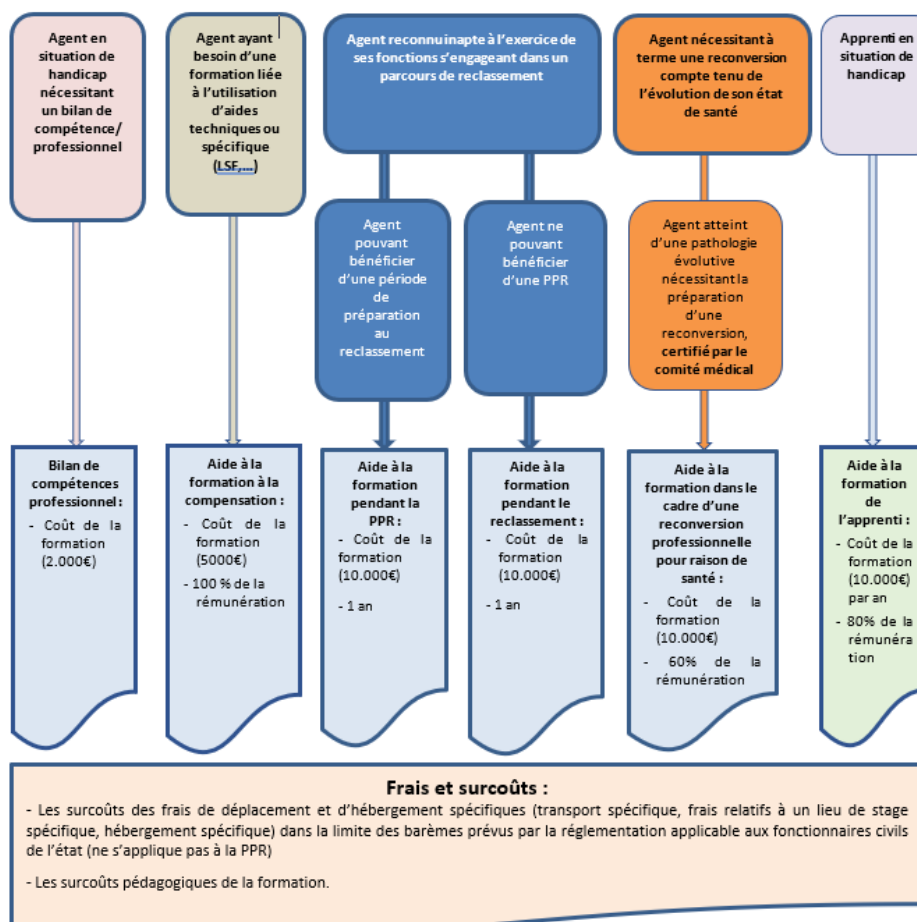 Agent en
situation de
handicap
nécessitant
un bilan de
compétence/
professionnel
Agent ayant
besoin d'une
formation liée
à l'utilisation
d'aides
techniques ou
spécifique
(LSF,...)
Agent reconnu inapte à l'exercice de
ses fonctions s'engageant dans un
parcours de reclassement
Agent nécessitant à
terme une reconversion
compte tenu de
l'évolution de son état
de santé
Apprenti en
situation de
handicap
Agent
pouvant
bénéficier
d'une période
de
préparation
au
reclassement
Agent ne
pouvant
bénéficier
d'une PPR
Agent atteint
d'une pathologie
évolutive
nécessitant la
préparation
d'une
reconversion,
certifié par le
comité médical
Bilan de
compétences
professionnel :
- Coût de la
formation
(2.000€)
Aide à la
formation à la
compensation :
- Coût de la
formation
(5000€)
- 100 % de la
rémunération
Aide à la
formation
pendant la
PPR :
- Coût de la
formation
(10.000€)
- 1 an
Aide à la
formation
pendant le
reclassement :
- Coût de la
formation
(10.000€)
- 1 an
Aide à la
formation dans le
cadre d'une
reconversion
professionnelle
pour raison de
santé :
- Coût de la
formation
(10.000€)
- 60% de la
rémunération
Aide à la
formation
de
l'apprenti :
- Coût de la
formation
(10.000€)
par an
- 80% de la
rémunéra
tion
Frais et surcoûts :
- Les surcoûts des frais de déplacement et d'hébergement spécifiques (transport spécifique, frais relatifs à un lieu de stage
spécifique, hébergement spécifique) dans la limite des barèmes prévus par la réglementation applicable aux fonctionnaires civils
de l'état (ne s'applique pas à la PPR)
- Les surcoûts pédagogiques de la formation.